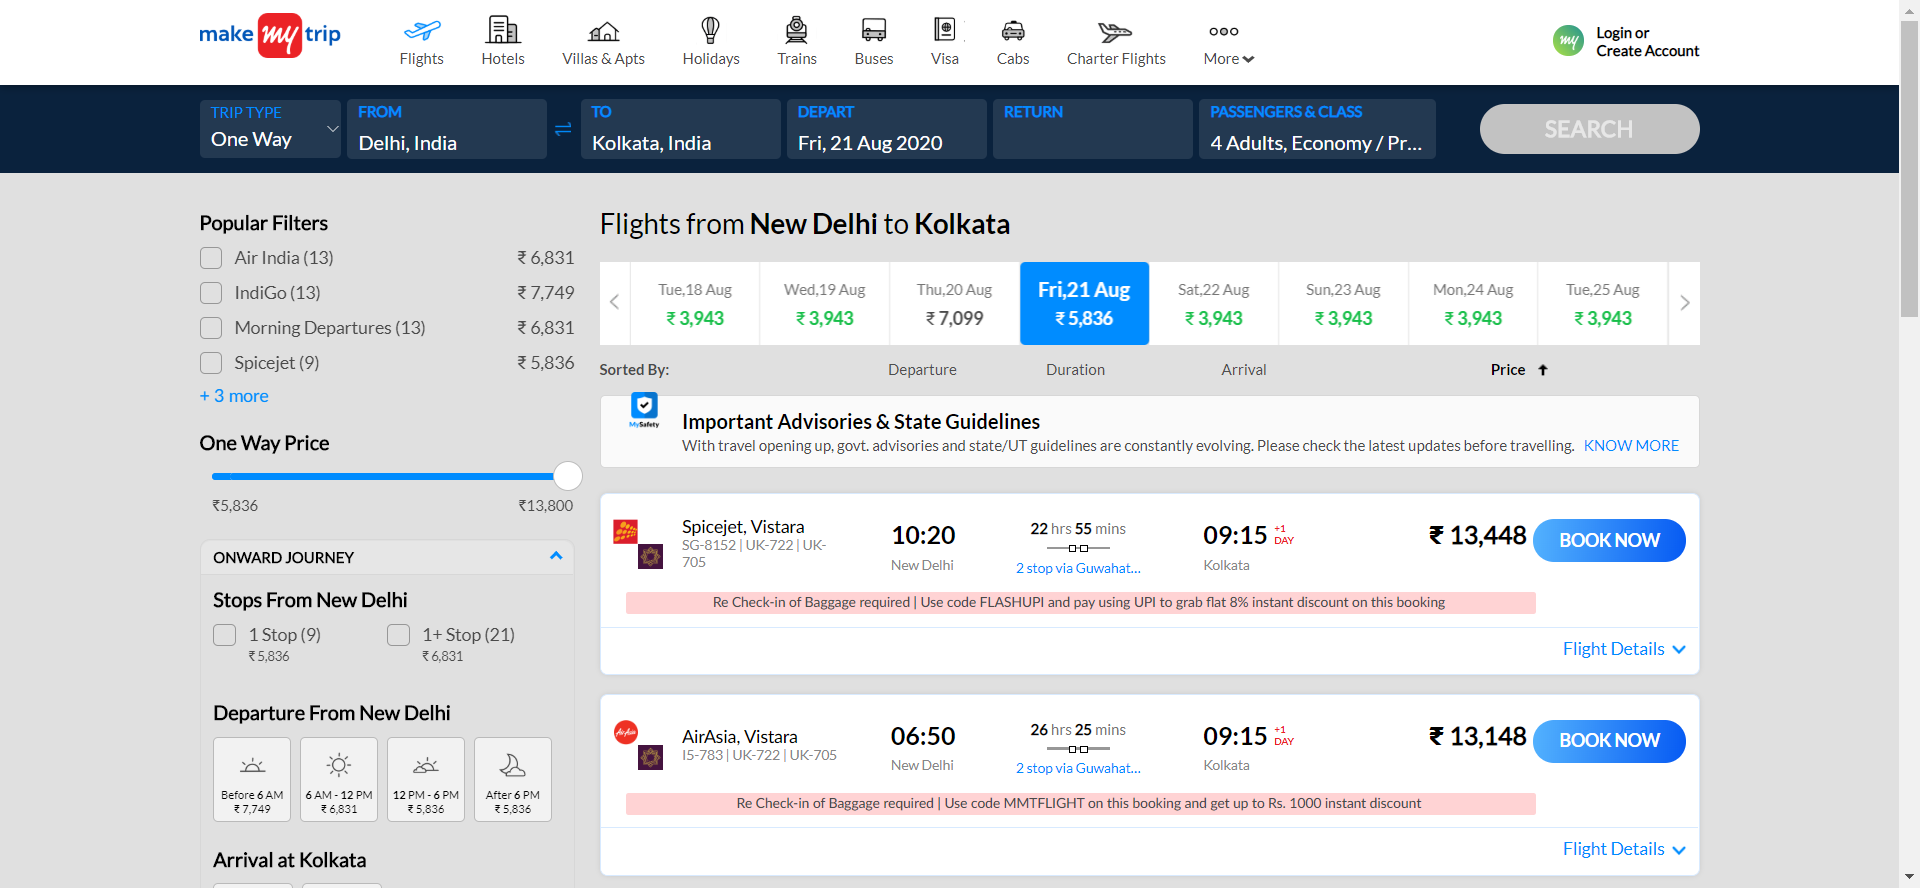 make my trip
Flights
Hotels
Villas & Apts
Holidays
Trains
Buses
Visa
Cabs
Charter Flights
More
my
Login or
Create Account
TRIP TYPE
One Way
FROM
Delhi, India
TO
Kolkata, India
DEPART
Fri, 21 Aug 2020
RETURN
PASSENGERS & CLASS
4 Adults, Economy / Pr...
SEARCH
Popular Filters
Air India (13) ₹ 6,831
IndiGo (13) ₹ 7,749
Morning Departures (13) ₹ 6,831
Spicejet (9) ₹ 5,836
+ 3 more
One Way Price
₹5,836 ₹13,800
ONWARD JOURNEY
Stops From New Delhi
1 Stop (9) 1+ Stop (21)
₹ 5,836 ₹ 6,831
Departure From New Delhi
Before 6 AM 6 AM - 12 PM 12 PM - 6 PM After 6 PM
₹ 7,749 ₹ 6,831 ₹ 5,836 ₹ 5,836
Arrival at Kolkata
Flights from New Delhi to Kolkata
Tue,18 Aug Wed,19 Aug Thu,20 Aug Fri,21 Aug Sat,22 Aug Sun,23 Aug Mon,24 Aug Tue,25 Aug
₹ 3,943 ₹ 3,943 ₹ 7,099 ₹ 5,836 ₹ 3,943 ₹ 3,943 ₹ 3,943 ₹ 3,943
Sorted By: Departure Duration Arrival Price
MySafety
Important Advisories & State Guidelines
With travel opening up, govt. advisories and state/UT guidelines are constantly evolving. Please check the latest updates before travelling. KNOW MORE
Spicejet, Vistara
SG-8152 | UK-722 | UK-
705
10:20
New Delhi
22 hrs 55 mins
2 stop via Guwahat...
09:15 +1 DAY
Kolkata
₹ 13,448
BOOK NOW
Re Check-in of Baggage required | Use code FLASHUPI and pay using UPI to grab flat 8% instant discount on this booking
Flight Details
AirAsia
AirAsia, Vistara
I5-783 | UK-722 | UK-705
06:50
New Delhi
26 hrs 25 mins
2 stop via Guwahat...
09:15 +1 DAY
Kolkata
₹ 13,148
BOOK NOW
Re Check-in of Baggage required | Use code MMTFLIGHT on this booking and get up to Rs. 1000 instant discount
Flight Details